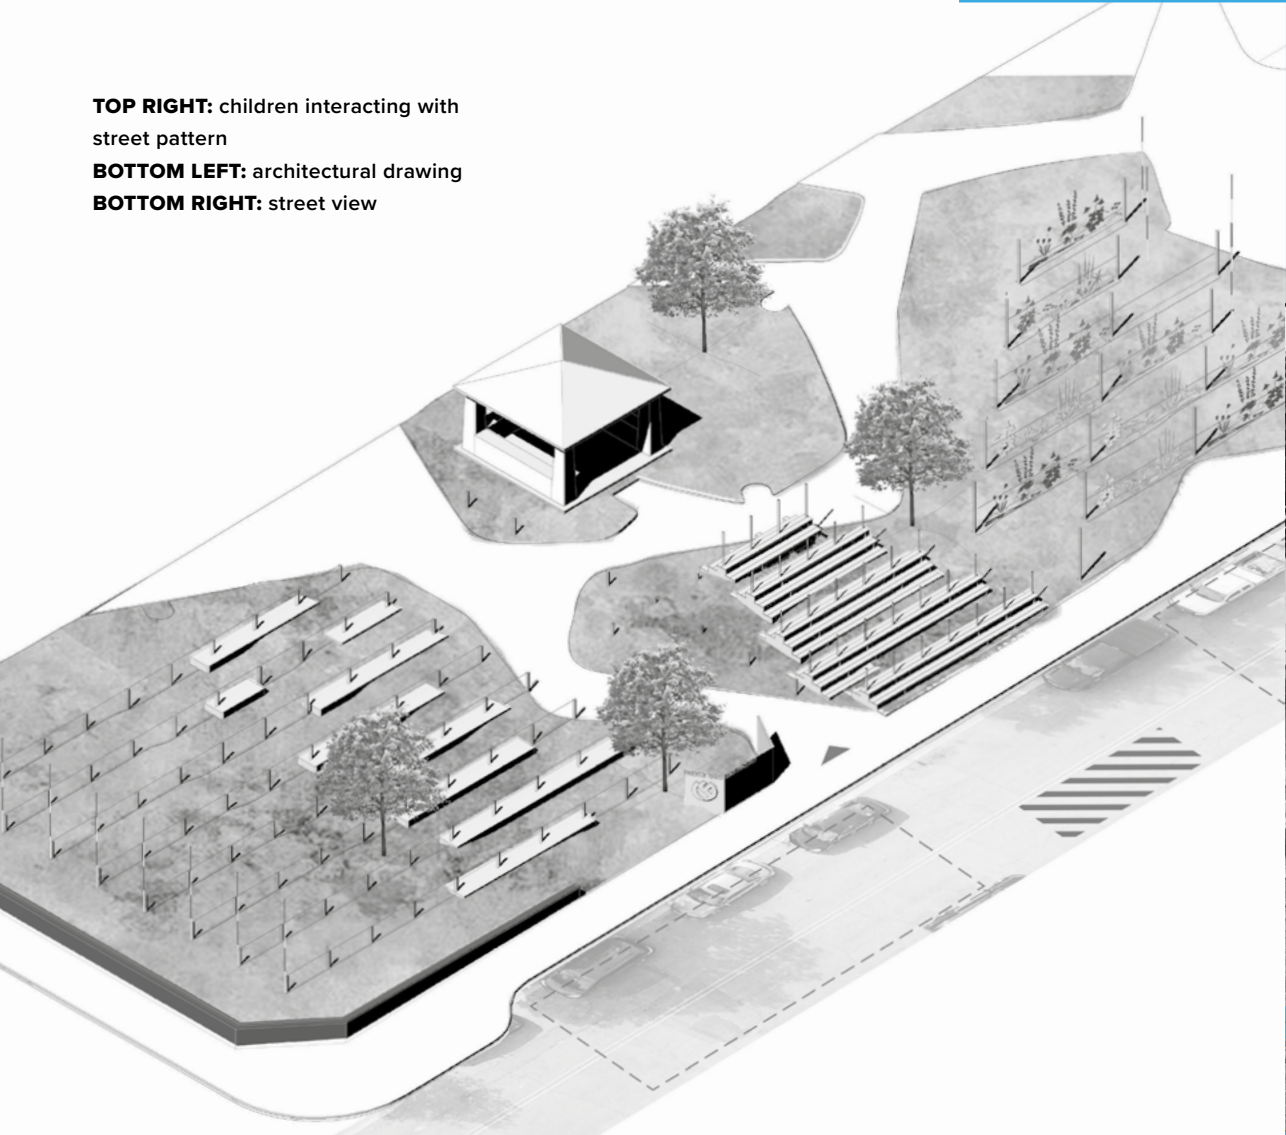 TOP RIGHT: children interacting with
street pattern
BOTTOM LEFT: architectural drawing
BOTTOM RIGHT: street view